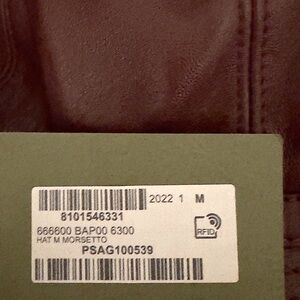 2022 1 M
8101546331
666600 BAP00 6300
RFID
HAT M MORSETTO
PSAG100539